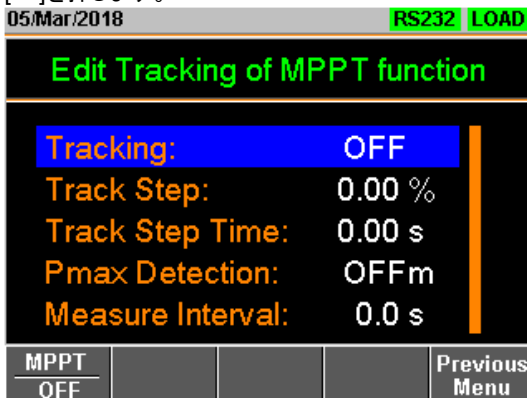 05/Mar/2018 RS232 LOAD
Edit Tracking of MPPT function
Tracking: OFF
Track Step: 0.00 %
Track Step Time: 0.00 s
Pmax Detection: OFFm
Measure Interval: 0.0 s
MPPT
OFF
Previous
Menu